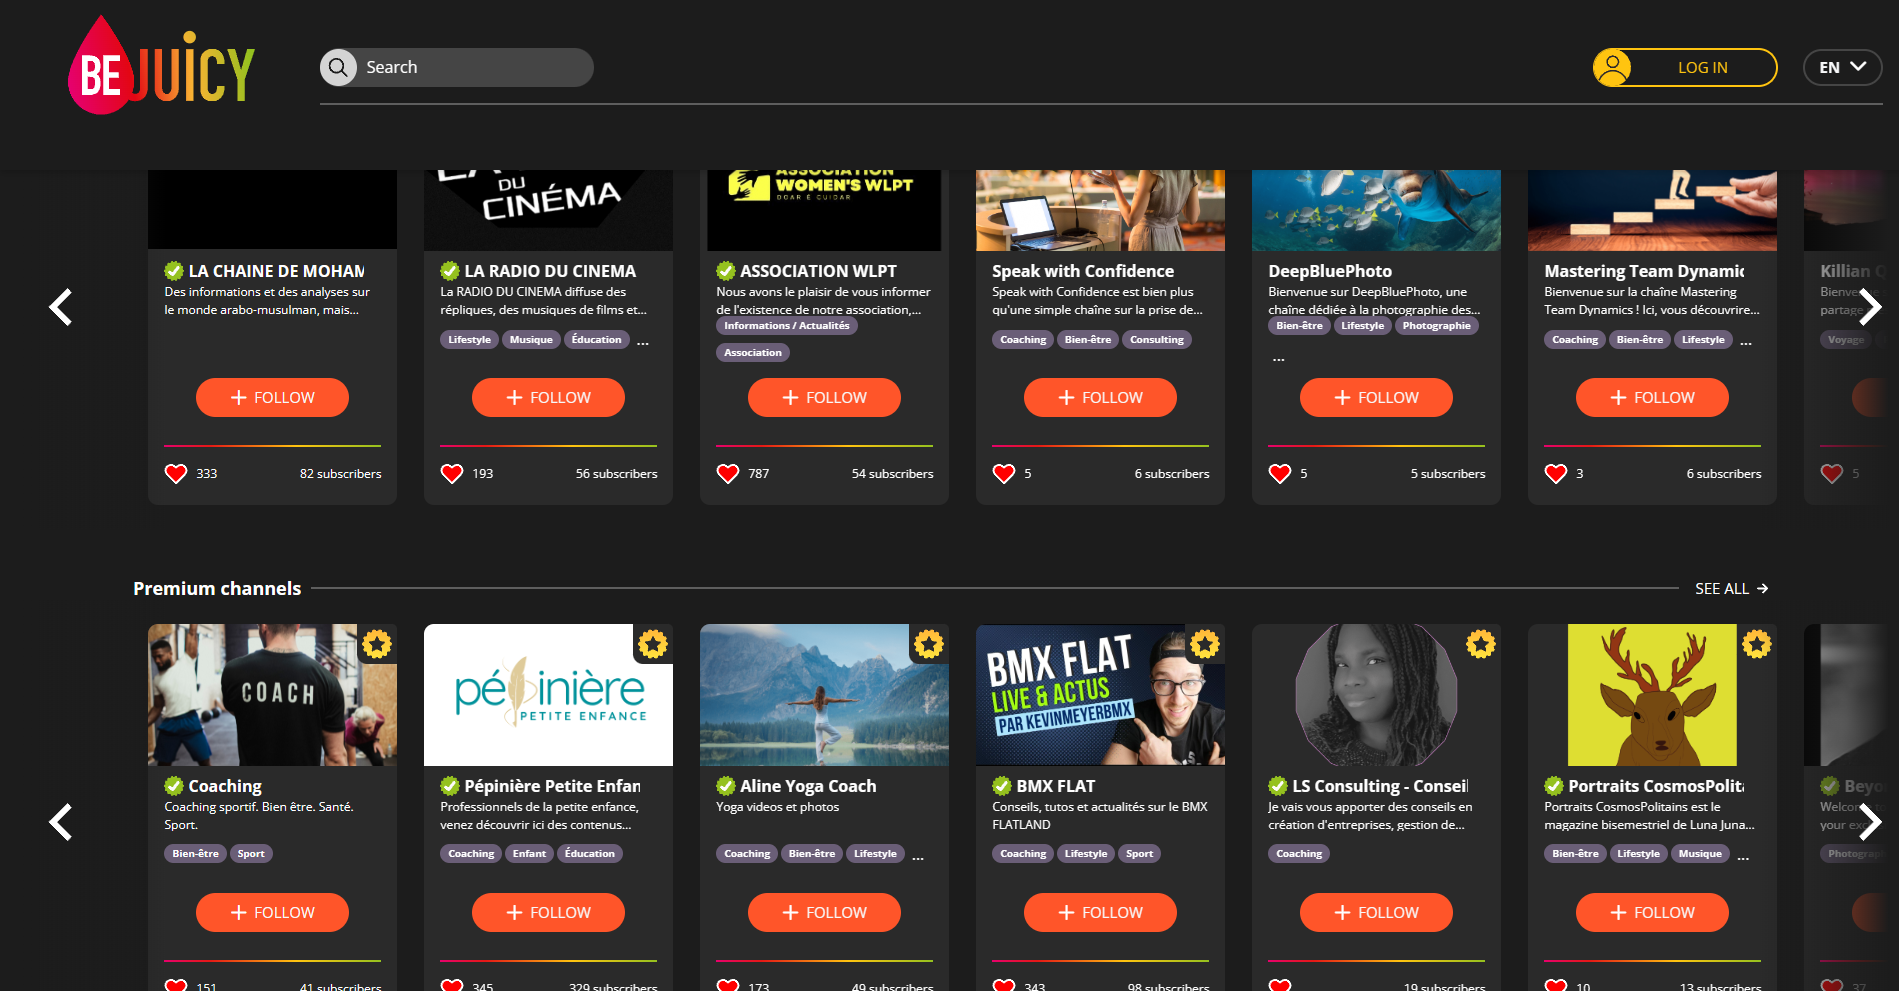 BEJUICY
Search
LOG IN
EN
DU
CINÉMA
ASSOCIATION
WOMEN'S WLPT
DOAR É CUIDAR
LA CHAINE DE MOHAM
Des informations et des analyses sur
le monde arabo-musulman, mais...
FOLLOW
333
82 subscribers
LA RADIO DU CINEMA
La RADIO DU CINEMA diffuse des
répliques, des musiques de films et...
Lifestyle Musique Éducation ...
FOLLOW
193
56 subscribers
ASSOCIATION WLPT
Nous avons le plaisir de vous informer
de l'existence de notre association,...
Informations / Actualités
Association
FOLLOW
787
54 subscribers
Speak with Confidence
Speak with Confidence est bien plus
qu'une simple chaîne sur la prise de...
Coaching Bien-être Consulting
FOLLOW
5
6 subscribers
DeepBluePhoto
Bienvenue sur DeepBluePhoto, une
chaîne dédiée à la photographie des...
Bien-être Lifestyle Photographie
...
FOLLOW
5
5 subscribers
Mastering Team Dynamic
Bienvenue sur la chaîne Mastering
Team Dynamics ! Ici, vous découvrire...
Coaching Bien-être Lifestyle ...
FOLLOW
3
6 subscribers
Killian
Bienve
partage
Voyage
5
Premium channels
SEE ALL
COACH
Coaching
Coaching sportif. Bien être. Santé.
Sport.
Bien-être Sport
FOLLOW
151
41 subscribers
pépinière
PETITE ENFANCE
Pépinière Petite Enfan
Professionnels de la petite enfance,
venez découvrir ici des contenus...
Coaching Enfant Éducation
FOLLOW
345
329 subscribers
Aline Yoga Coach
Yoga videos et photos
Coaching Bien-être Lifestyle ...
FOLLOW
173
49 subscribers
BMX FLAT
LIVE & ACTUS
PAR KEVINMEYERBMX
BMX FLAT
Conseils, tutos et actualités sur le BMX
FLATLAND
Coaching Lifestyle Sport
FOLLOW
343
98 subscribers
LS Consulting - Conseil
Je vais vous apporter des conseils en
création d'entreprises, gestion de...
Coaching
FOLLOW
19 subscribers
Portraits CosmosPolita
Portraits CosmosPolitains est le
magazine bisemestriel de Luna Juna...
Bien-être Lifestyle Musique ...
FOLLOW
10
13 subscribers
Beyo
Welcome to
your exc
Photograph
37